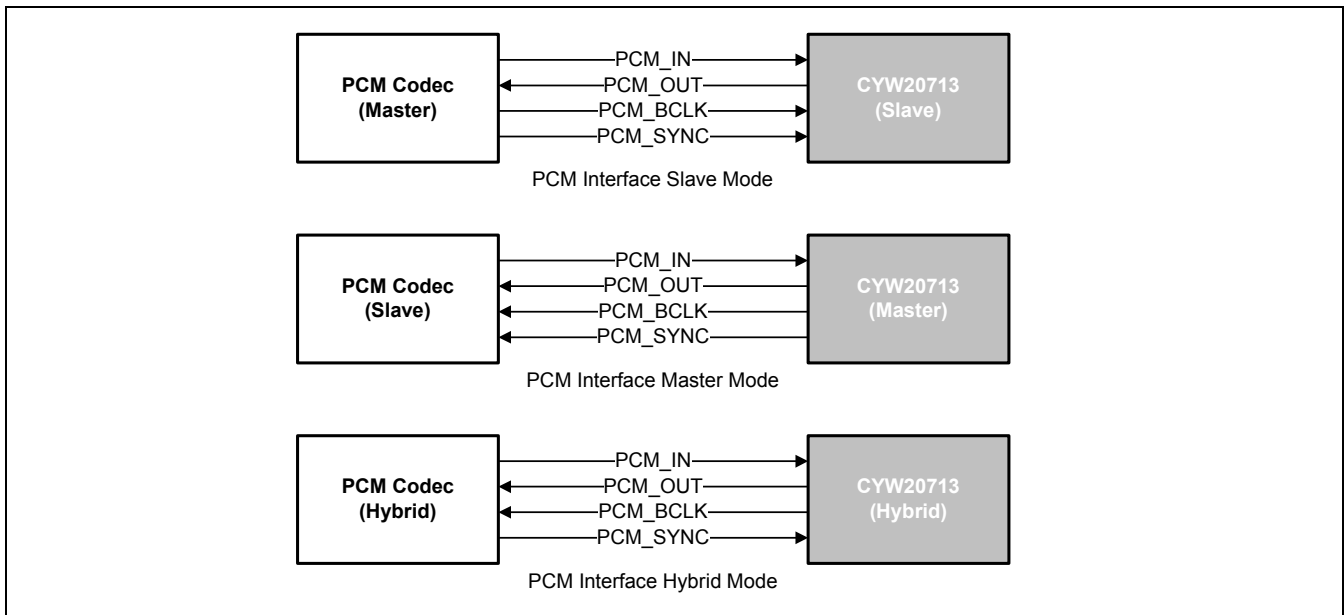 PCM Codec
(Master)
PCM_IN
PCM_OUT
PCM_BCLK
PCM_SYNC
CYW20713
(Slave)
PCM Interface Slave Mode
PCM Codec
(Slave)
PCM_IN
PCM_OUT
PCM_BCLK
PCM_SYNC
CYW20713
(Master)
PCM Interface Master Mode
PCM Codec
(Hybrid)
PCM_IN
PCM_OUT
PCM_BCLK
PCM_SYNC
CYW20713
(Hybrid)
PCM Interface Hybrid Mode